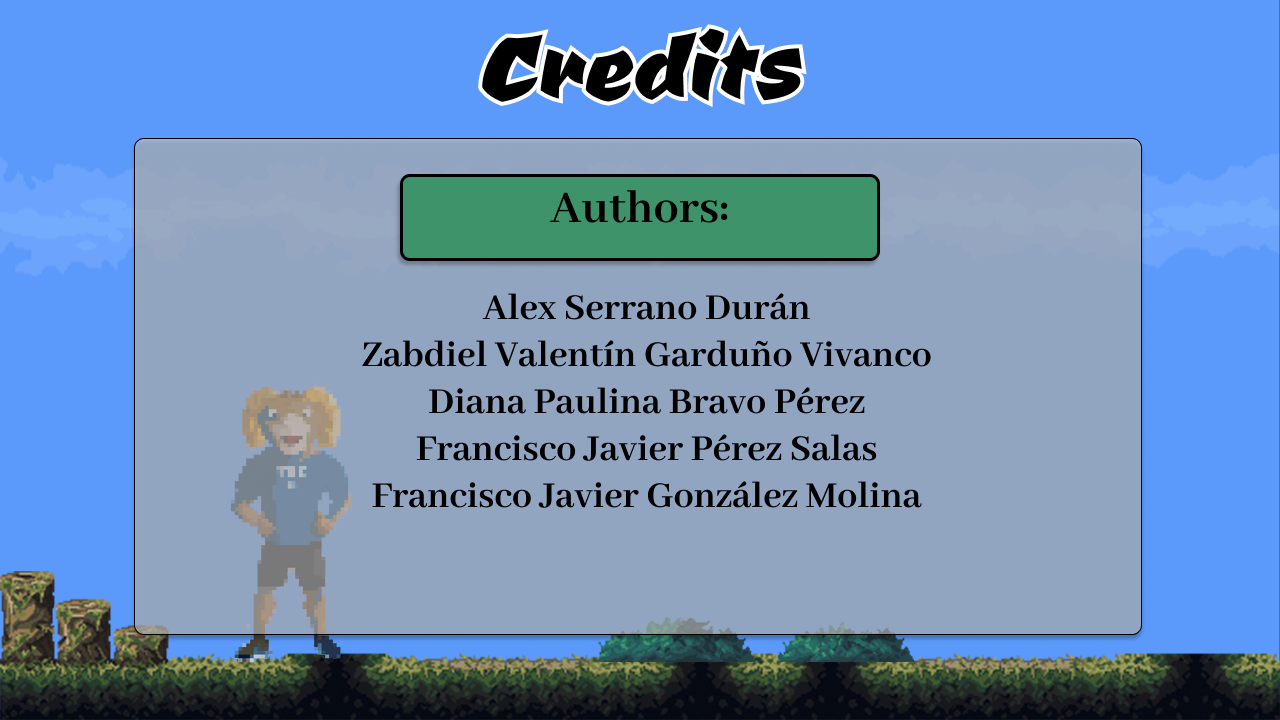 Credits
Authors:
Alex Serrano Durán
Zabdiel Valentín Garduño Vivanco
Diana Paulina Bravo Pérez
Francisco Javier Pérez Salas
Francisco Javier González Molina